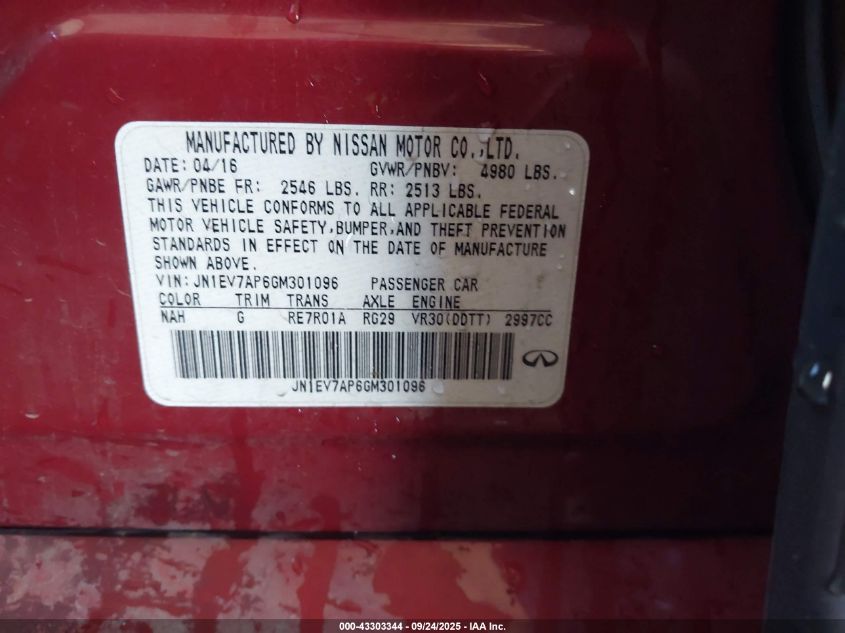 MANUFACTURED BY NISSAN MOTOR CO.,LTD.
DATE: 04/16 GVWR/PNBV: 4980 LBS.
GAWR/PNBE FR: 2546 LBS. RR: 2513 LBS.
THIS VEHICLE CONFORMS TO ALL APPLICABLE FEDERAL
MOTOR VEHICLE SAFETY,BUMPER,AND THEFT PREVENTION
STANDARDS IN EFFECT ON THE DATE OF MANUFACTURE
SHOWN ABOVE.
VIN: JN1EV7AP6GM301096 PASSENGER CAR
COLOR TRIM TRANS AXLE ENGINE
NAH G RE7R01A RG29 VR30(DDTT) 2997CC
JN1EV7AP6GM301096
000-43303344 - 09/24/2025 - IAA Inc.